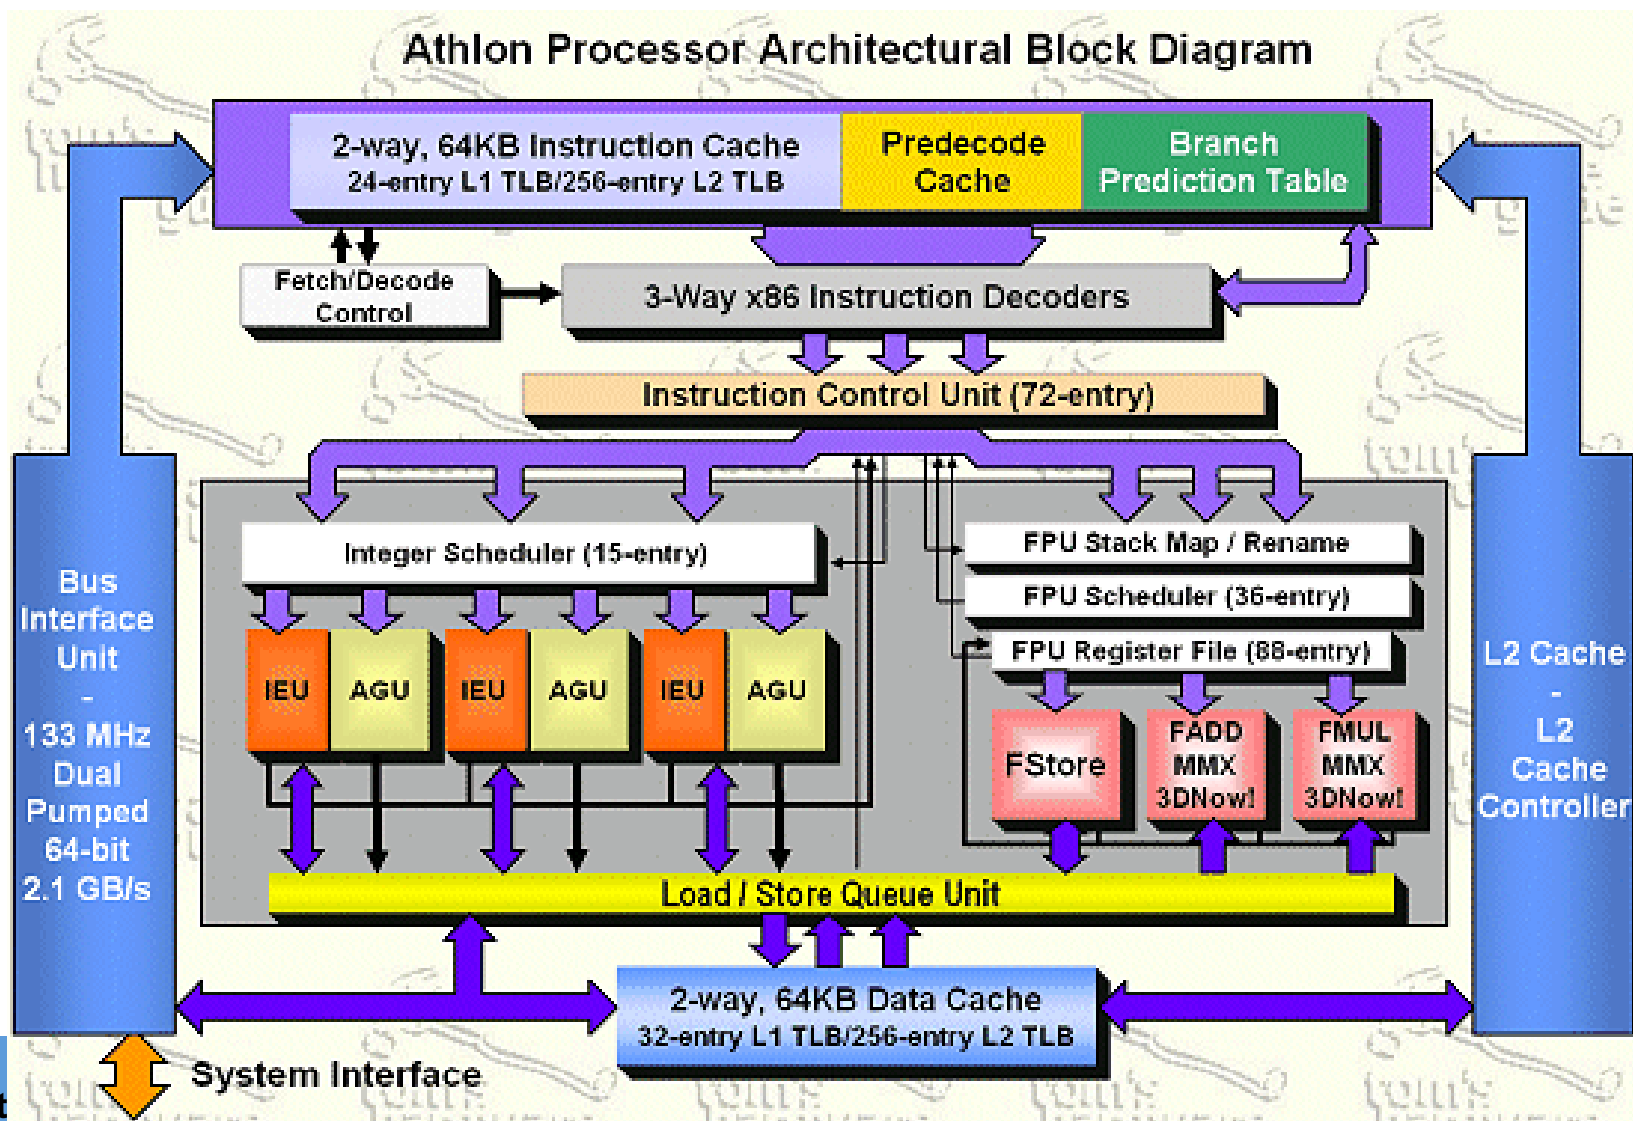 Athlon Processor Architectural Block Diagram
2-way, 64KB Instruction Cache
24-entry L1 TLB/256-entry L2 TLB
Predecode
Cache
Branch
Prediction Table
Fetch/Decode
Control
3-Way x86 Instruction Decoders
Instruction Control Unit (72-entry)
Integer Scheduler (15-entry)
FPU Stack Map / Rename
FPU Scheduler (36-entry)
FPU Register File (88-entry)
IEU
AGU
IEU
AGU
IEU
AGU
FStore
FADD
MMX
3DNow!
FMUL
MMX
3DNow!
Bus
Interface
Unit
-
133 MHz
Dual
Pumped
64-bit
2.1 GB/s
L2 Cache
-
L2
Cache
Controller
Load / Store Queue Unit
2-way, 64KB Data Cache
32-entry L1 TLB/256-entry L2 TLB
System Interface
t
tom's
tom's
tom's
tom's